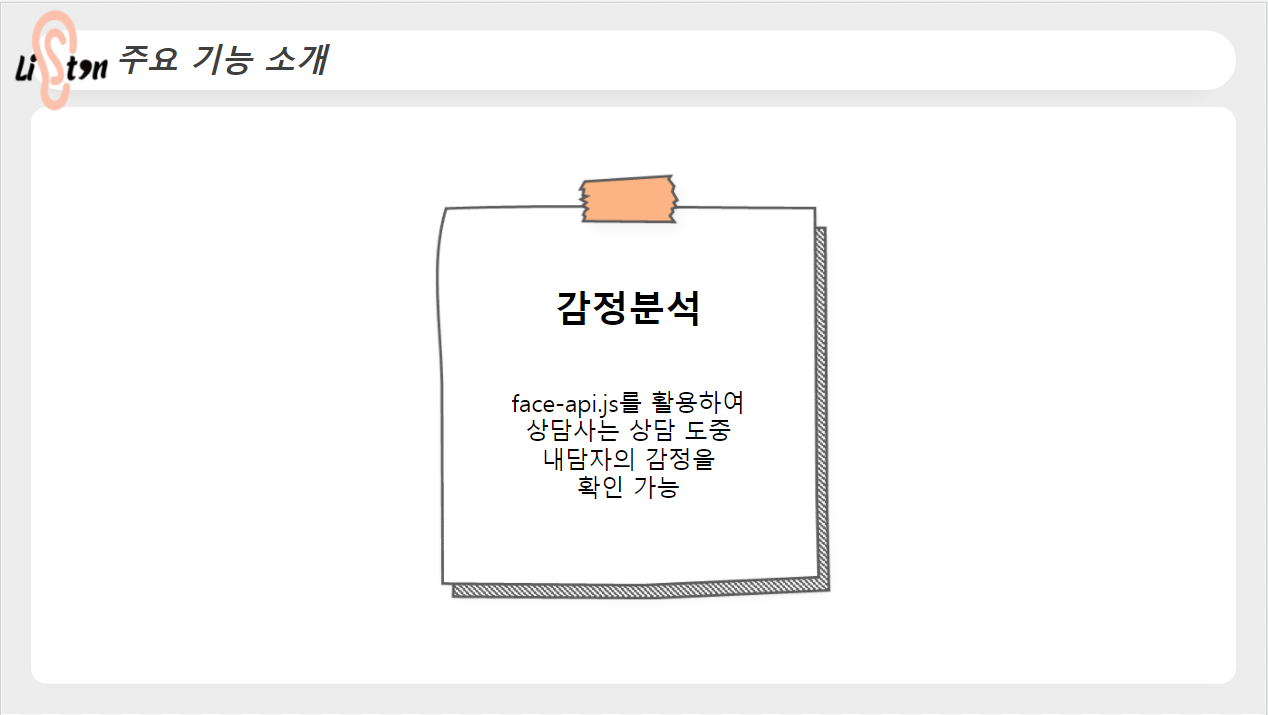 Listen 주요 기능 소개
감정분석
face-api.js를 활용하여
상담사는 상담 도중
내담자의 감정을
확인 가능